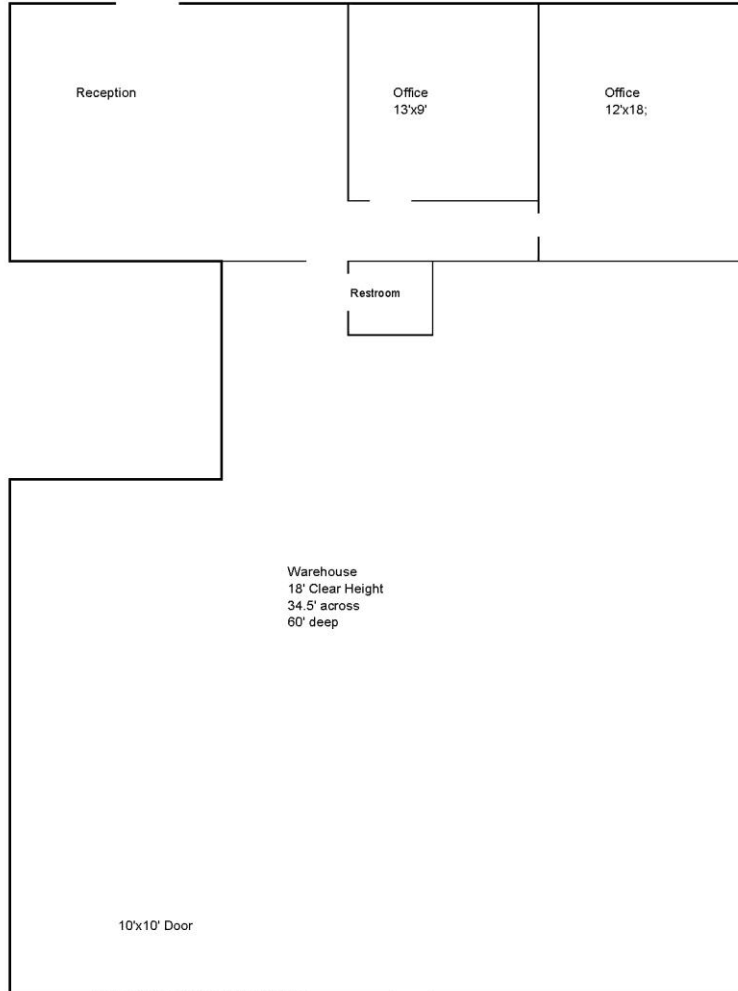 Reception
Office
13'x9'
Office
12'x18;
Restroom
Warehouse
18' Clear Height
34.5' across
60' deep
10'x10' Door